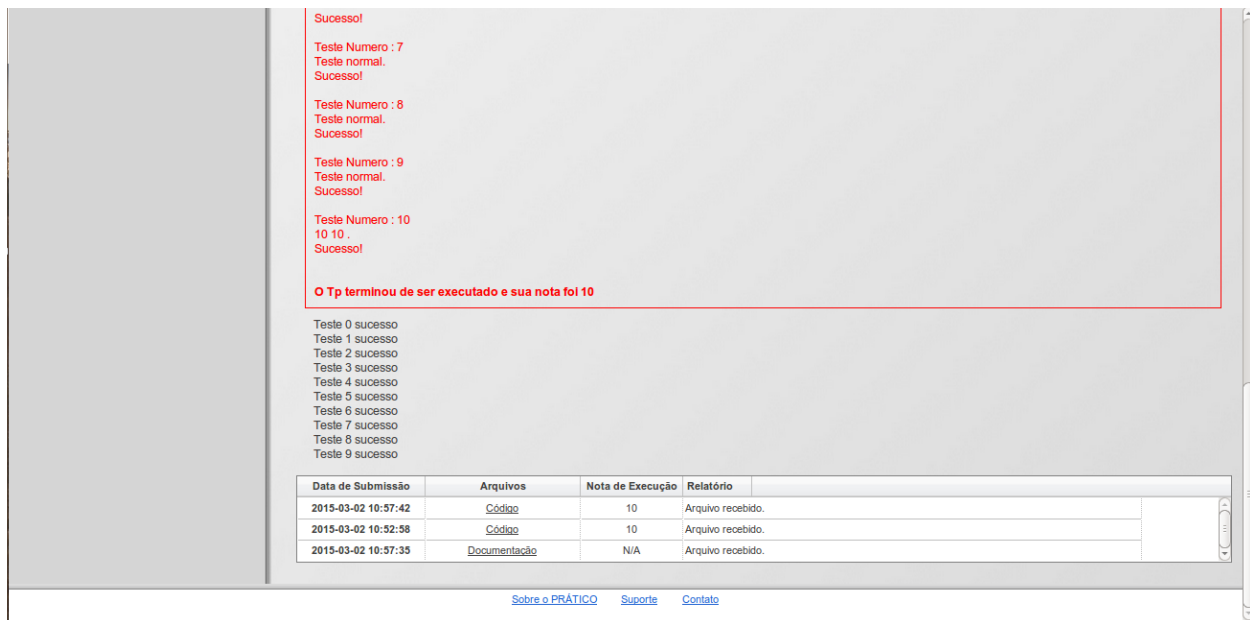 Sucesso!
Teste Numero : 7
Teste normal.
Sucesso!
Teste Numero : 8
Teste normal.
Sucesso!
Teste Numero : 9
Teste normal.
Sucesso!
Teste Numero : 10
10 10 .
Sucesso!
O Tp terminou de ser executado e sua nota foi 10
Teste 0 sucesso
Teste 1 sucesso
Teste 2 sucesso
Teste 3 sucesso
Teste 4 sucesso
Teste 5 sucesso
Teste 6 sucesso
Teste 7 sucesso
Teste 8 sucesso
Teste 9 sucesso
Data de Submissão Arquivos Nota de Execução Relatório
2015-03-02 10:57:42 Código 10 Arquivo recebido.
2015-03-02 10:52:58 Código 10 Arquivo recebido.
2015-03-02 10:57:35 Documentação N/A Arquivo recebido.
Sobre o PRÁTICO Suporte Contato